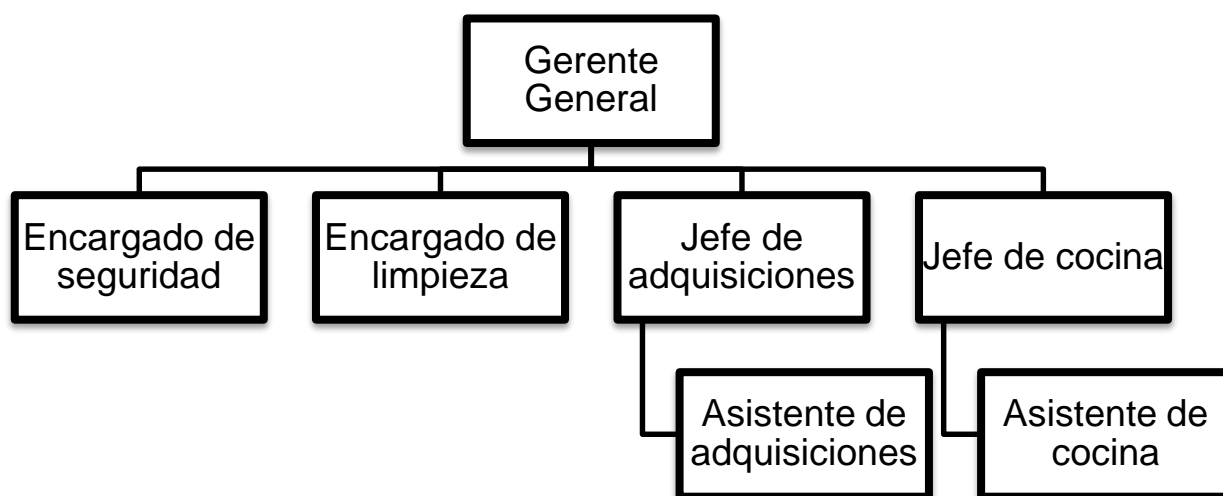 Gerente
General
Encargado de
seguridad
Encargado de
limpieza
Jefe de
adquisiciones
Jefe de cocina
Asistente de
adquisiciones
Asistente de
cocina